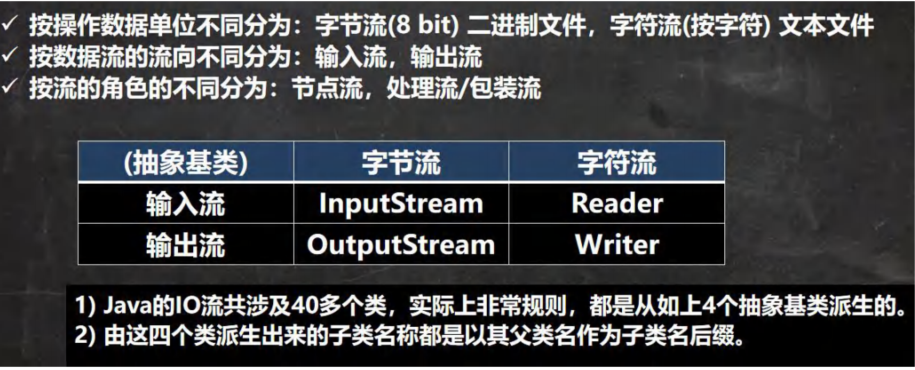 ✓ 按操作数据单位不同分为：字节流(8 bit) 二进制文件，字符流(按字符) 文本文件
✓ 按数据流的流向不同分为：输入流，输出流
✓ 按流的角色的不同分为：节点流，处理流/包装流
(抽象基类) 字节流 字符流
输入流 InputStream Reader
输出流 OutputStream Writer
1) Java的IO流共涉及40多个类，实际上非常规则，都是从如上4个抽象基类派生的。
2) 由这四个类派生出来的子类名称都是以其父类名作为子类名后缀。